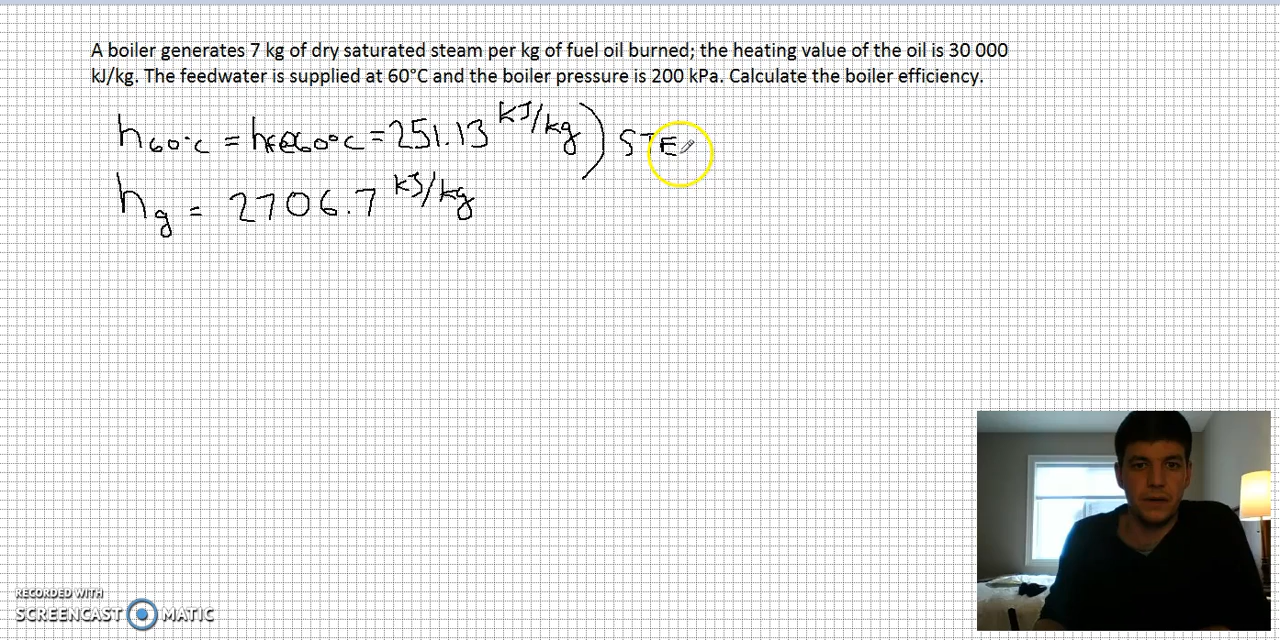 A boiler generates 7 kg of dry saturated steam per kg of fuel oil burned; the heating value of the oil is 30 000
kJ/kg. The feedwater is supplied at 60°C and the boiler pressure is 200 kPa. Calculate the boiler efficiency.
h60°C = hf@60°C = 251.13 kJ/kg) STE
hg = 2706.7 kJ/kg
RECORDED WITH
SCREENCAST MATIC